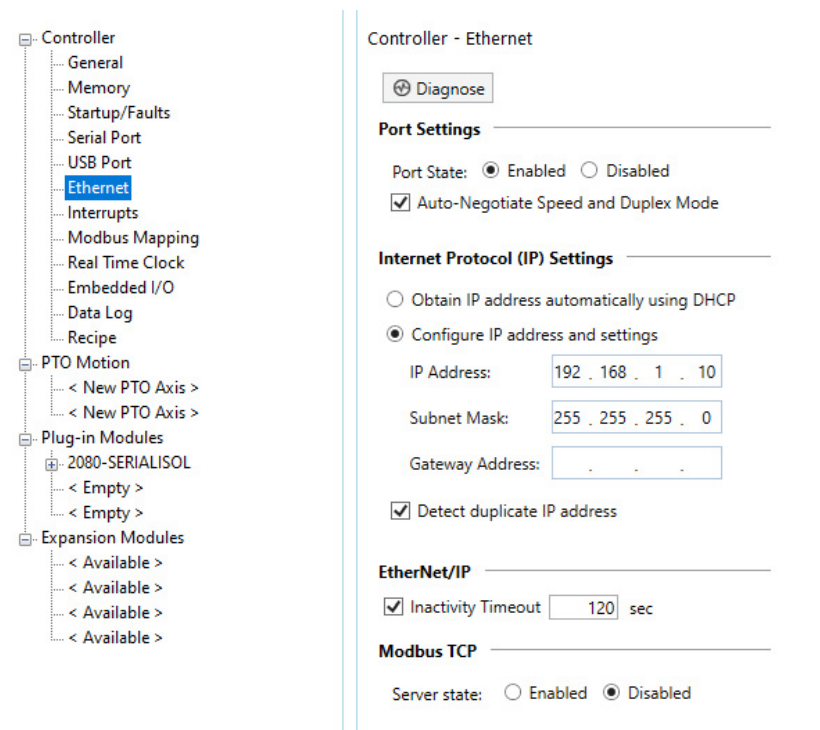 Controller
General
Memory
Startup/Faults
Serial Port
USB Port
Ethernet
Interrupts
Modbus Mapping
Real Time Clock
Embedded I/O
Data Log
Recipe
PTO Motion
< New PTO Axis >
< New PTO Axis >
Plug-in Modules
2080-SERIALISOL
< Empty >
< Empty >
Expansion Modules
< Available >
< Available >
< Available >
< Available >
Controller - Ethernet
Diagnose
Port Settings
Port State: Enabled Disabled
Auto-Negotiate Speed and Duplex Mode
Internet Protocol (IP) Settings
Obtain IP address automatically using DHCP
Configure IP address and settings
IP Address: 192 . 168 . 1 . 10
Subnet Mask: 255 . 255 . 255 . 0
Gateway Address: . . .
Detect duplicate IP address
EtherNet/IP
Inactivity Timeout 120 sec
Modbus TCP
Server state: Enabled Disabled